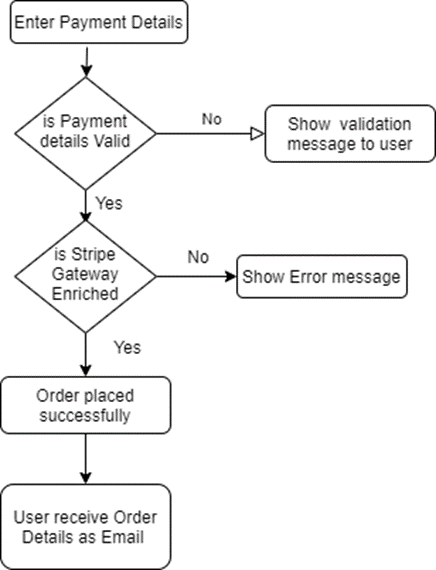 Enter Payment Details
is Payment
details Valid
No
Show validation
message to user
Yes
is Stripe
Gateway
Enriched
No
Show Error message
Yes
Order placed
successfully
User receive Order
Details as Email